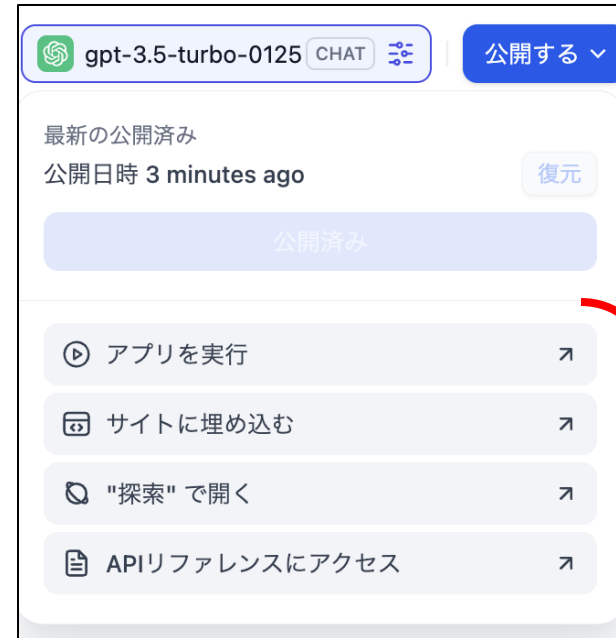 gpt-3.5-turbo-0125 CHAT 公開する
最新の公開済み
公開日時 3 minutes ago 復元
公開済み
アプリを実行
サイトに埋め込む
"探索" で開く
APIリファレンスにアクセス